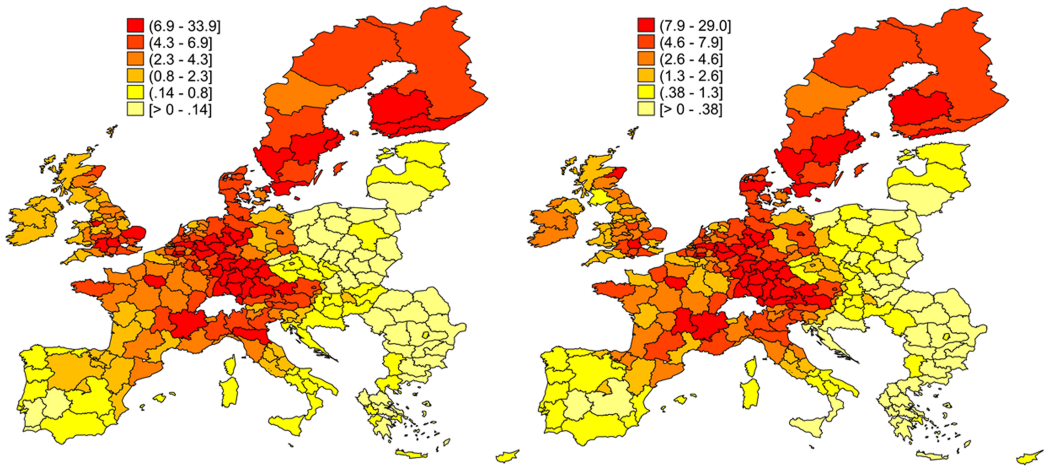 (6.9 - 33.9]
(4.3 - 6.9]
(2.3 - 4.3]
(0.8 - 2.3]
(.14 - 0.8]
[> 0 - .14]
(7.9 - 29.0]
(4.6 - 7.9]
(2.6 - 4.6]
(1.3 - 2.6]
(.38 - 1.3]
[> 0 - .38]